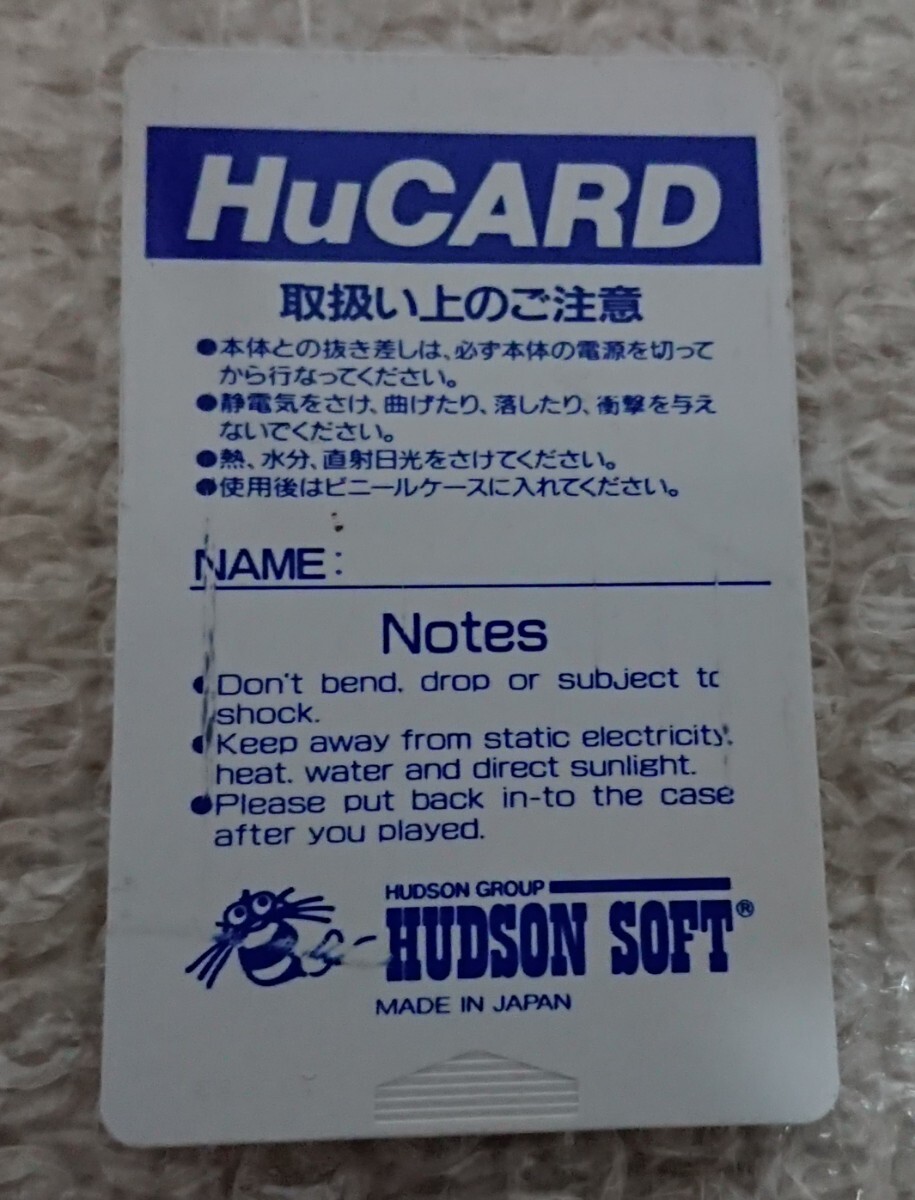 HuCARD
取扱い上のご注意
●本体との抜き差しは、必ず本体の電源を切って
から行なってください。
●静電気をさけ、曲げたり、落したり、衝撃を与え
ないでください。
●熱、水分、直射日光をさけてください。
●使用後はビニールケースに入れてください。
NAME:
Notes
●Don't bend, drop or subject to
shock.
●Keep away from static electricity,
heat, water and direct sunlight.
●Please put back in-to the case
after you played.
HUDSON GROUP
HUDSON SOFT®
MADE IN JAPAN